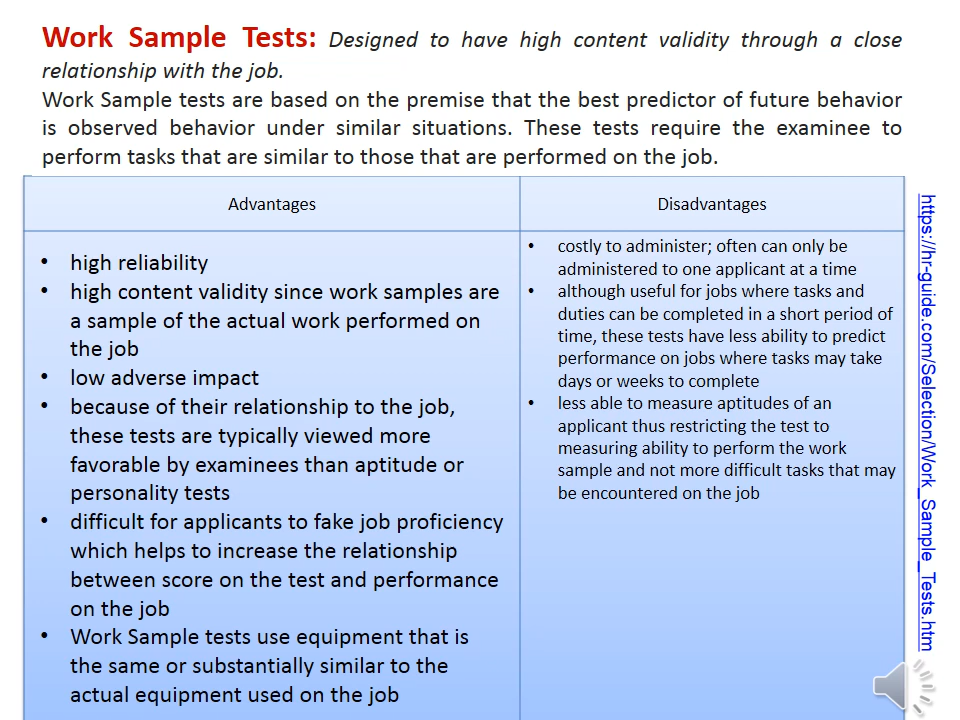 Work Sample Tests: Designed to have high content validity through a close
relationship with the job.
Work Sample tests are based on the premise that the best predictor of future behavior
is observed behavior under similar situations. These tests require the examinee to
perform tasks that are similar to those that are performed on the job.
Advantages
• high reliability
• high content validity since work samples are
a sample of the actual work performed on
the job
• low adverse impact
• because of their relationship to the job,
these tests are typically viewed more
favorable by examinees than aptitude or
personality tests
• difficult for applicants to fake job proficiency
which helps to increase the relationship
between score on the test and performance
on the job
• Work Sample tests use equipment that is
the same or substantially similar to the
actual equipment used on the job
Disadvantages
• costly to administer; often can only be
administered to one applicant at a time
• although useful for jobs where tasks and
duties can be completed in a short period of
time, these tests have less ability to predict
performance on jobs where tasks may take
days or weeks to complete
• less able to measure aptitudes of an
applicant thus restricting the test to
measuring ability to perform the work
sample and not more difficult tasks that may
be encountered on the job
https://hr-guide.com/Selection/Work_Sample_Tests.htm